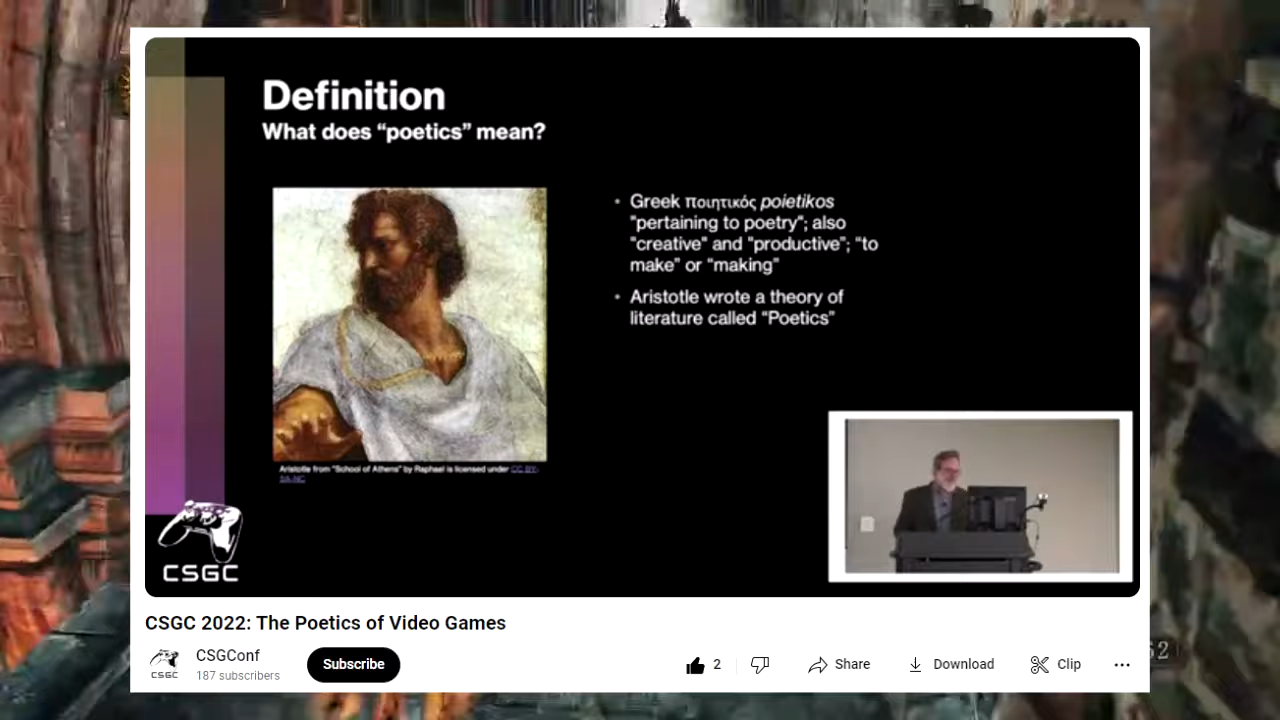 Definition
What does “poetics” mean?
• Greek ποιητικός poietikos
"pertaining to poetry"; also
"creative" and "productive"; “to
make” or “making”
• Aristotle wrote a theory of
literature called “Poetics”
Aristotle from "School of Athens" by Raphael is licensed under CC BY-
SA-NC
CSGC
CSGC 2022: The Poetics of Video Games
CSGC
CSGConf
187 subscribers
Subscribe
2
Share
Download
Clip
52